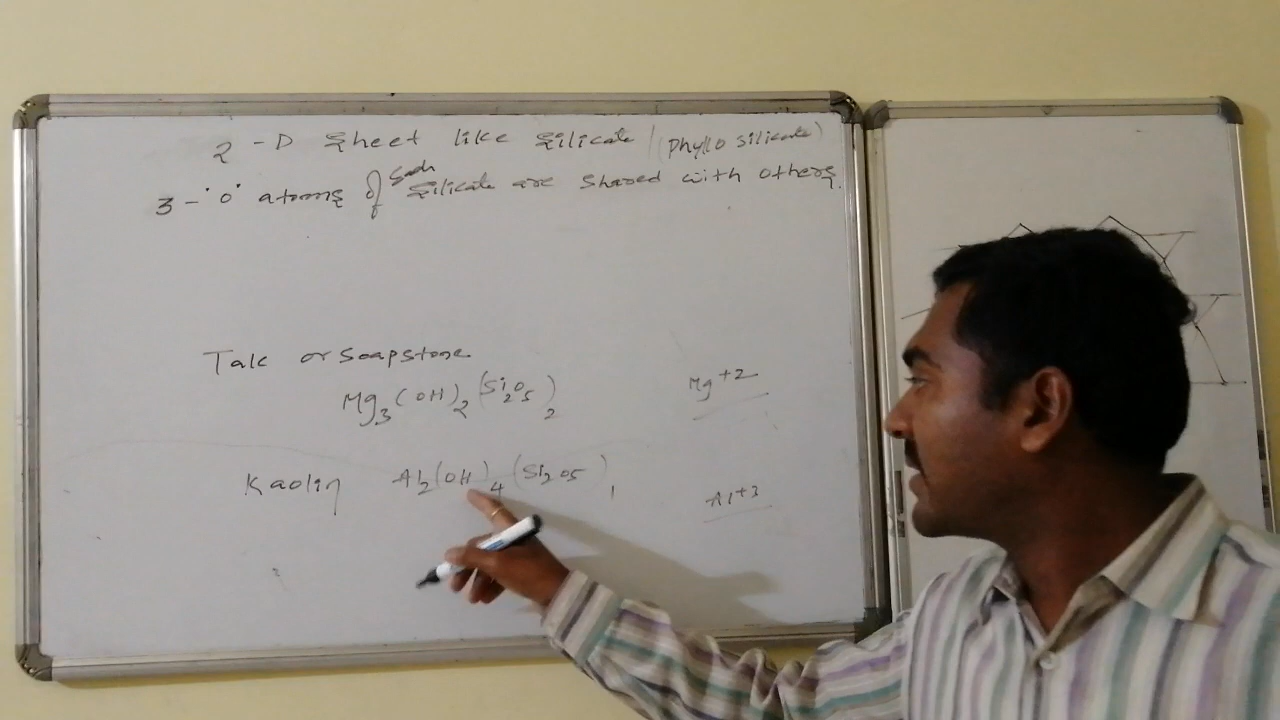 2-D Sheet like Silicate / (Phyllo silicate)
3-'O' atoms of each Silicate are shared with others.
Talc or Soapstone
Mg3(OH)2(Si2O5)2
Mg+2
Kaolin Al2(OH)4(Si2O5)1
Al+3